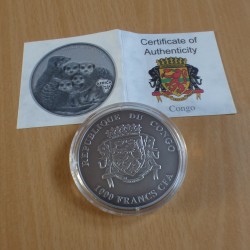 Certificate of
Authenticity
Congo
REPUBLIQUE DU CONGO
1000 FRANCS CFA